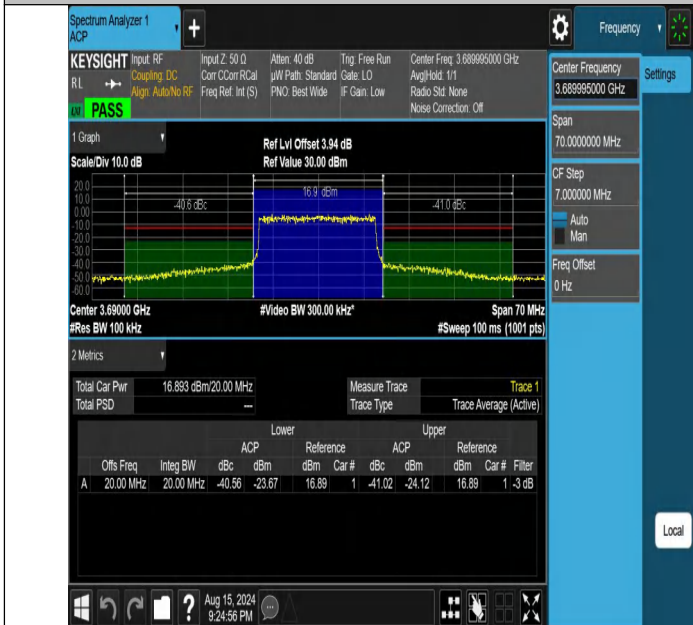 Spectrum Analyzer 1
ACP
Frequency
KEYSIGHT
RL
Input: RF
Coupling: DC
Align: Auto/No RF
Input Z: 50 Ω
Corr CCorr RCal
Freq Ref: Int (S)
Atten: 40 dB
µW Path: Standard
PNO: Best Wide
Trig: Free Run
Gate: LO
IF Gain: Low
Center Freq: 3.689995000 GHz
Avg|Hold: 1/1
Radio Std: None
Noise Correction: Off
PASS
Center Frequency
3.689995000 GHz
Settings
Span
70.0000000 MHz
CF Step
7.000000 MHz
Auto
Man
Freq Offset
0 Hz
Local
1 Graph
Scale/Div 10.0 dB
Ref Lvl Offset 3.94 dB
Ref Value 30.00 dBm
20.0
10.0
0.00
-10.0
-20.0
-30.0
-40.0
-50.0
-60.0
-40.6 dBc
16.9 dBm
-41.0 dBc
Center 3.69000 GHz
#Video BW 300.00 kHz*
Span 70 MHz
#Res BW 100 kHz
#Sweep 100 ms (1001 pts)
2 Metrics
Total Car Pwr 16.893 dBm/20.00 MHz
Total PSD ---
Measure Trace Trace 1
Trace Type Trace Average (Active)
Lower Upper
ACP Reference ACP Reference
Offs Freq Integ BW dBc dBm dBm Car # dBc dBm dBm Car # Filter
A 20.00 MHz 20.00 MHz -40.56 -23.67 16.89 1 -41.02 -24.12 16.89 1 -3 dB
Aug 15, 2024
9:24:56 PM